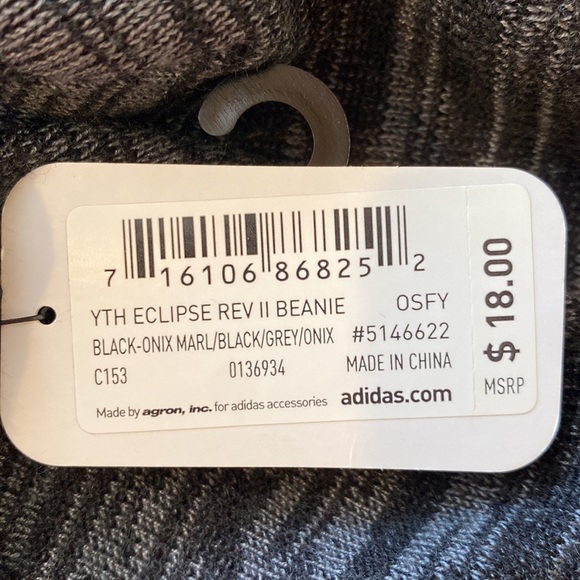 7 16106 86825 2
YTH ECLIPSE REV II BEANIE OSFY
BLACK-ONIX MARL/BLACK/GREY/ONIX #5146622
C153 0136934 MADE IN CHINA
Made by agron, inc. for adidas accessories adidas.com
$ 18.00
MSRP